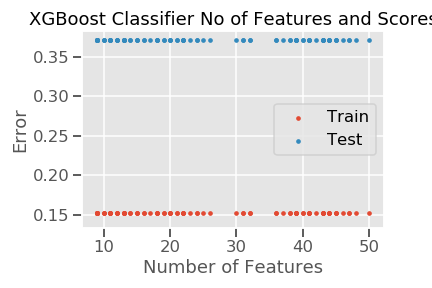 XGBoost Classifier No of Features and Scores
0.35
0.30
0.25
0.20
0.15
Error
Train
Test
10 20 30 40 50
Number of Features